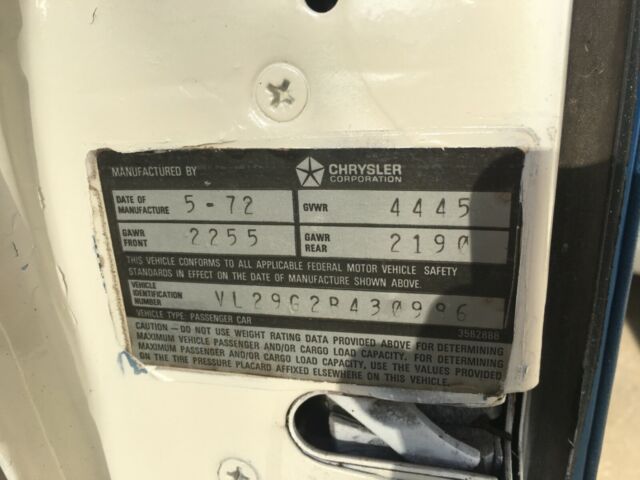 MANUFACTURED BY CHRYSLER CORPORATION
DATE OF MANUFACTURE 5-72 GVWR 4445
GAWR FRONT 2255 GAWR REAR 2190
THIS VEHICLE CONFORMS TO ALL APPLICABLE FEDERAL MOTOR VEHICLE SAFETY
STANDARDS IN EFFECT ON THE DATE OF MANUFACTURE SHOWN ABOVE.
VEHICLE IDENTIFICATION NUMBER VL29G2B430996
VEHICLE TYPE: PASSENGER CAR 3582888
CAUTION—DO NOT USE WEIGHT RATING DATA PROVIDED ABOVE FOR DETERMINING
MAXIMUM VEHICLE PASSENGER AND/OR CARGO LOAD CAPACITY. FOR DETERMINING
MAXIMUM PASSENGER AND/OR CARGO LOAD CAPACITY, USE THE VALUES PROVIDED
ON THE TIRE PRESSURE PLACARD AFFIXED ELSEWHERE ON THIS VEHICLE.